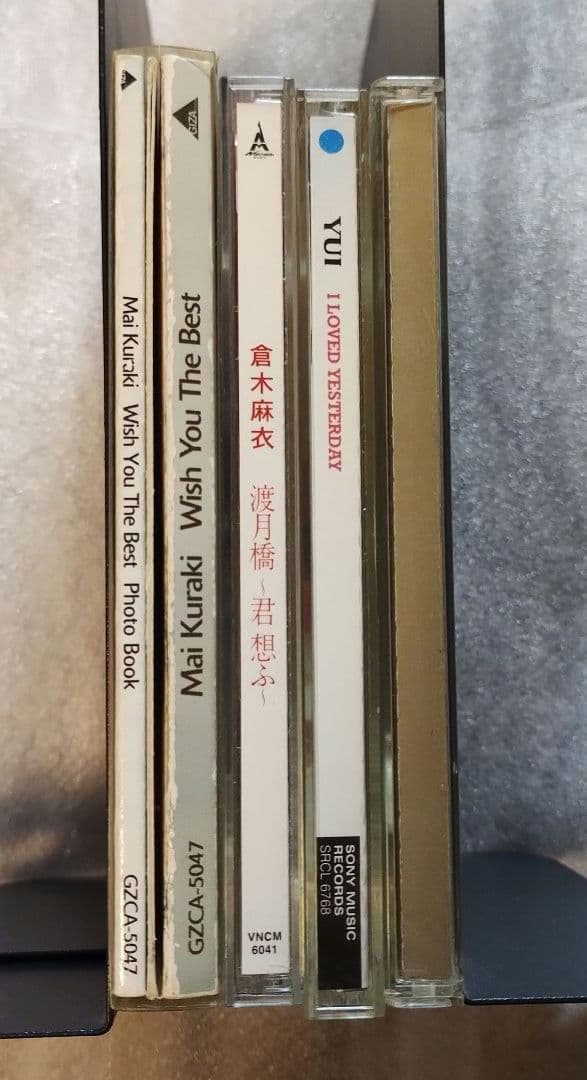 Mai Kuraki Wish You The Best Photo Book
GZCA-5047
GIZA
Mai Kuraki Wish You The Best
GZCA-5047
倉木麻衣 渡月橋 ～君 想ふ～
VNCM
6041
YUI I LOVED YESTERDAY
SONY MUSIC
RECORDS
SRCL 6768